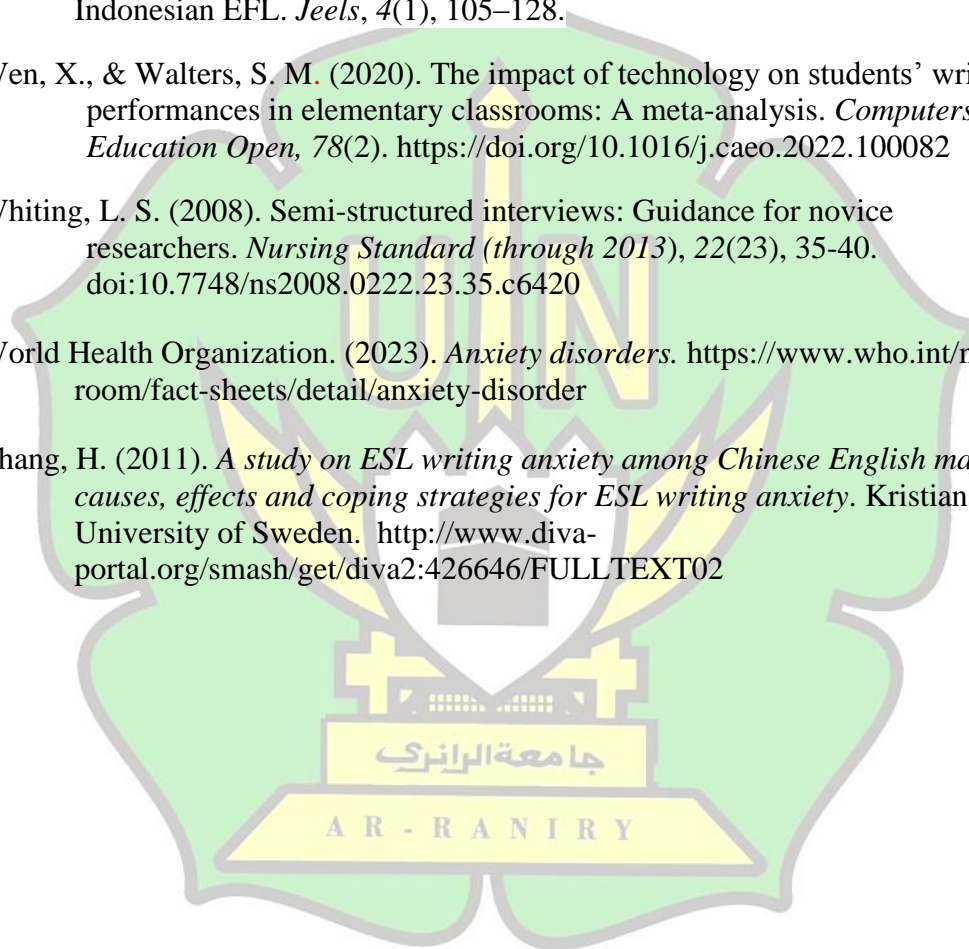 Indonesian EFL. Jeels, 4(1), 105–128.
Ven, X., & Walters, S. M. (2020). The impact of technology on students’ wri
performances in elementary classrooms: A meta-analysis. Computers
Education Open, 78(2). https://doi.org/10.1016/j.caeo.2022.100082
Vhiting, L. S. (2008). Semi-structured interviews: Guidance for novice
researchers. Nursing Standard (through 2013), 22(23), 35-40.
doi:10.7748/ns2008.0222.23.35.c6420
UIN
Vorld Health Organization. (2023). Anxiety disorders. https://www.who.int/n
room/fact-sheets/detail/anxiety-disorder
hang, H. (2011). A study on ESL writing anxiety among Chinese English ma
causes, effects and coping strategies for ESL writing anxiety. Kristian
University of Sweden. http://www.diva-
portal.org/smash/get/diva2:426646/FULLTEXT02
جامعة الرانري
AR-RANIRY